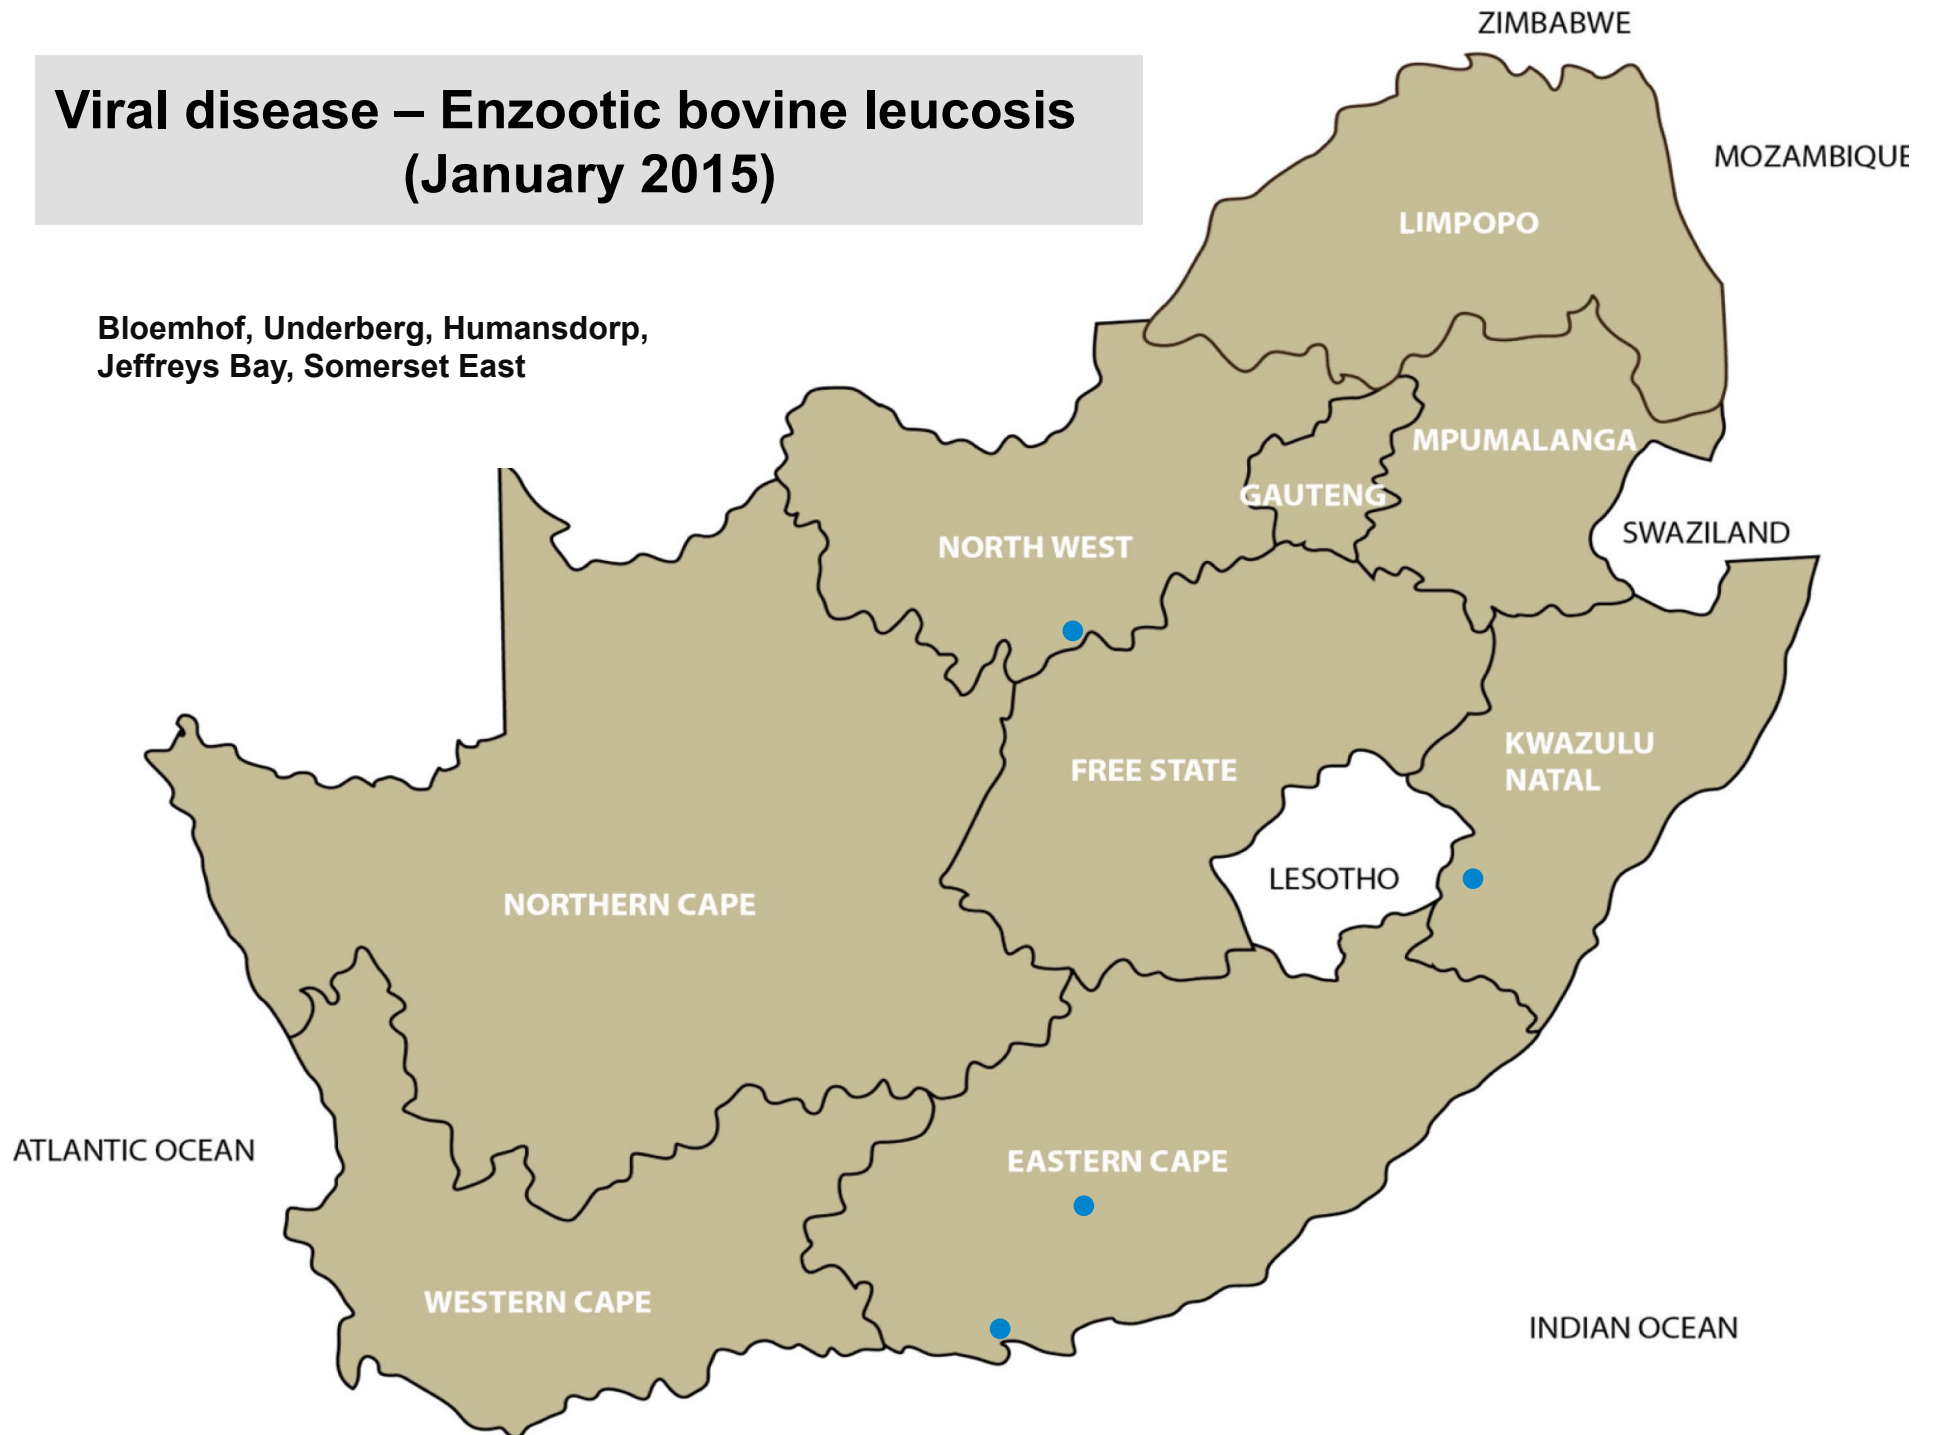 ZIMBABWE
Viral disease – Enzootic bovine leucosis
(January 2015)
MOZAMBIQUE
LIMPOPO
Bloemhof, Underberg, Humansdorp,
Jeffreys Bay, Somerset East
MPUMALANGA
GAUTENG
SWAZILAND
NORTH WEST
KWAZULU
NATAL
FREE STATE
LESOTHO
NORTHERN CAPE
ATLANTIC OCEAN
EASTERN CAPE
WESTERN CAPE
INDIAN OCEAN